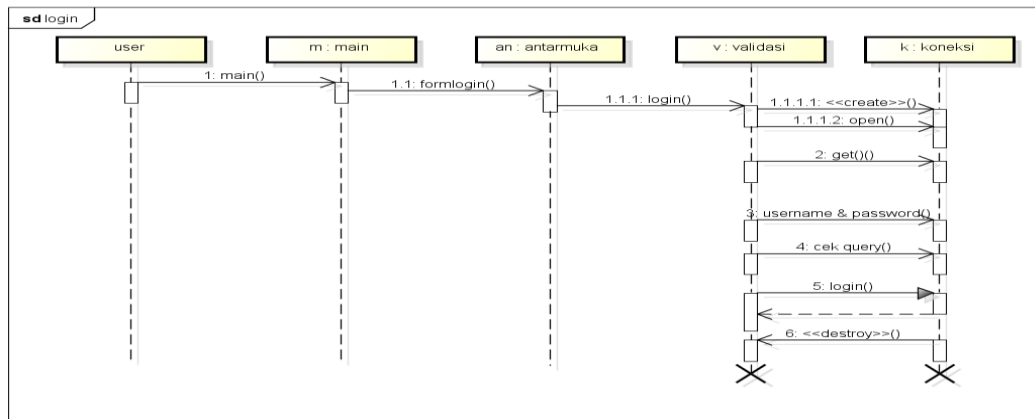 sd login
user
m : main
an : antarmuka
v : validasi
k : koneksi
1: main()
1.1: formlogin()
1.1.1: login()
1.1.1.1: <<create>>()
1.1.1.2: open()
2: get()()
3: username & password()
4: cek query()
5: login()
6: <<destroy>>()